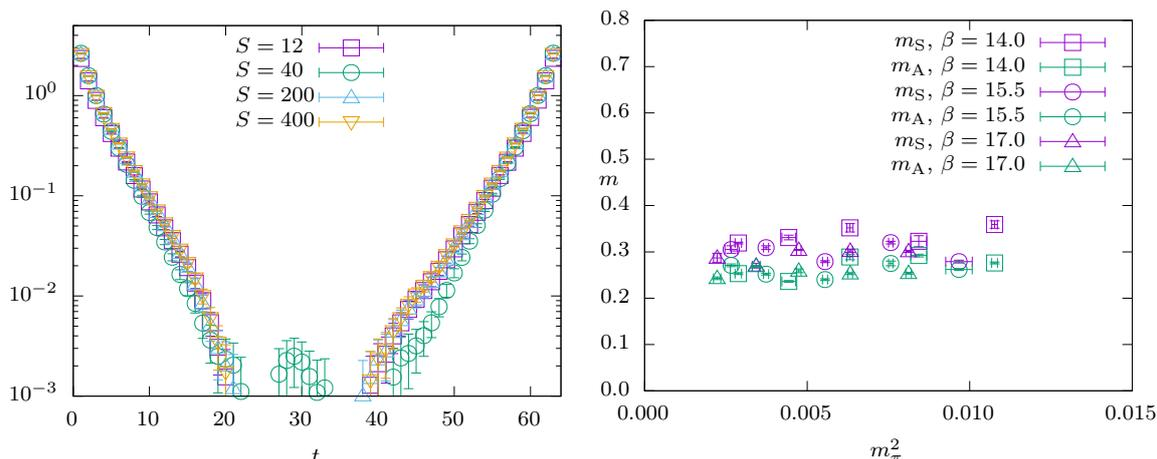 S = 12
S = 40
S = 200
S = 400
10^0
10^−1
10^−2
10^−3
0 10 20 30 40 50 60
t
0.8
0.7
0.6
0.5
m
0.4
0.3
0.2
0.1
0.0
m_S, β = 14.0
m_A, β = 14.0
m_S, β = 15.5
m_A, β = 15.5
m_S, β = 17.0
m_A, β = 17.0
0.000 0.005 0.010 0.015
m_π^2